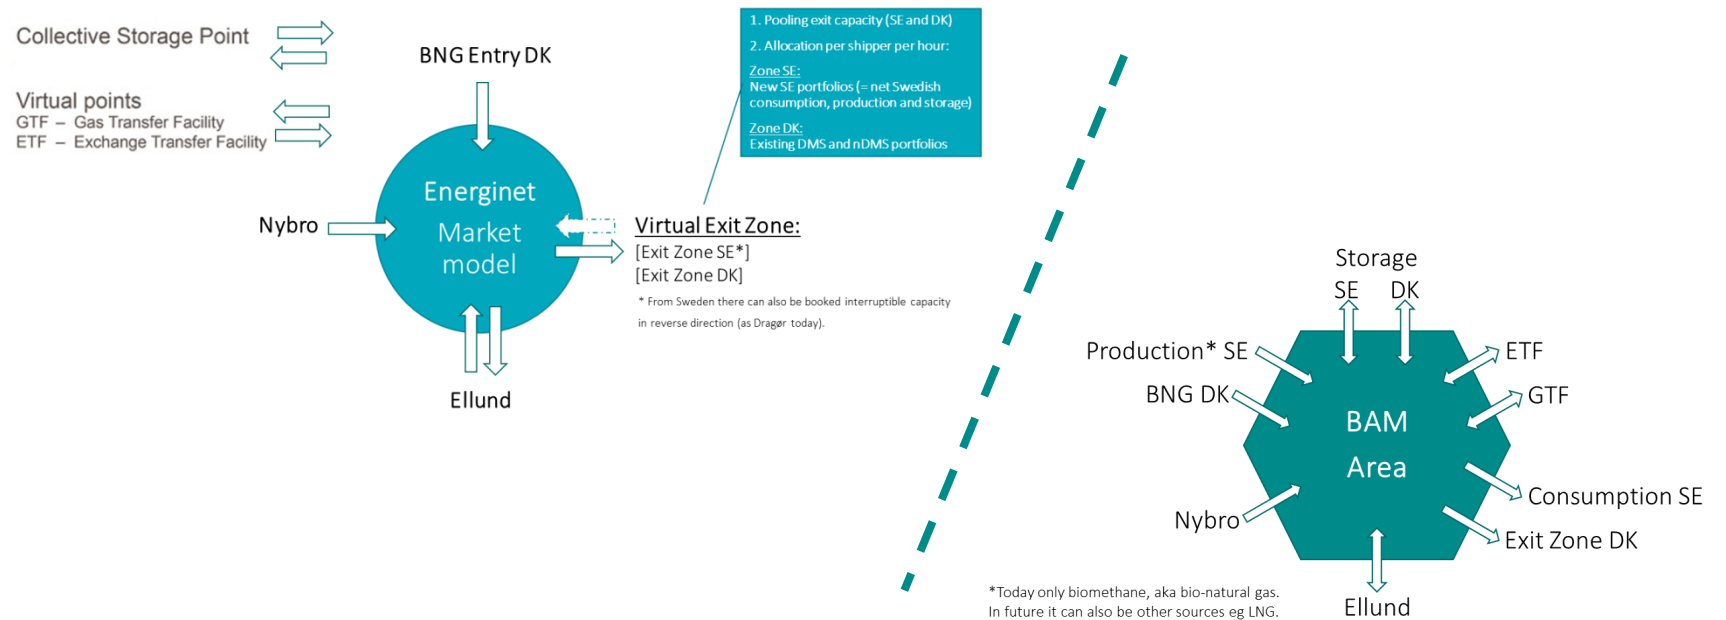 Collective Storage Point
Virtual points
GTF – Gas Transfer Facility
ETF – Exchange Transfer Facility
BNG Entry DK
Nybro
Energinet
Market
model
Ellund
1. Pooling exit capacity (SE and DK)
2. Allocation per shipper per hour:
Zone SE:
New SE portfolios (= net Swedish
consumption, production and storage)
Zone DK:
Existing DMS and nDMS portfolios
Virtual Exit Zone:
[Exit Zone SE*]
[Exit Zone DK]
* From Sweden there can also be booked interruptible capacity
in reverse direction (as Dragør today).
Storage
SE DK
Production* SE
BNG DK
Nybro
BAM
Area
ETF
GTF
Consumption SE
Exit Zone DK
Ellund
*Today only biomethane, aka bio-natural gas.
In future it can also be other sources eg LNG.